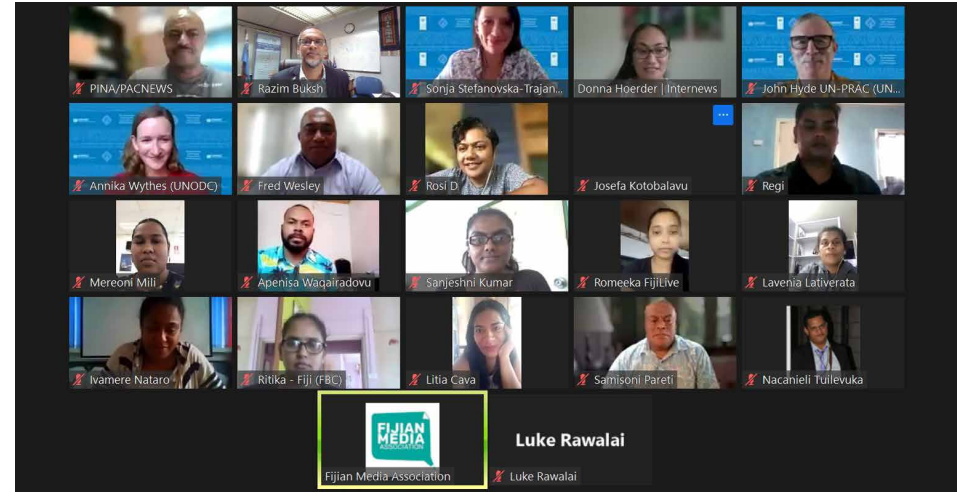 PINA/PACNEWS
Razim Buksh
Sonja Stefanovska-Trajan...
Donna Hoerder | Internews
John Hyde UN-PRAC (UN...
Annika Wythes (UNODC)
Fred Wesley
Rosi D
Josefa Kotobalavu
Regi
Mereoni Mili
Apenisa Waqairadovu
Sanjeshni Kumar
Romeeka FijiLive
Lavenia Lativerata
Ivamere Nataro
Ritika - Fiji (FBC)
Litia Cava
Samisoni Pareti
Nacanieli Tuilevuka
FIJIAN
MEDIA
ASSOCIATION
Fijian Media Association
Luke Rawalai
Luke Rawalai